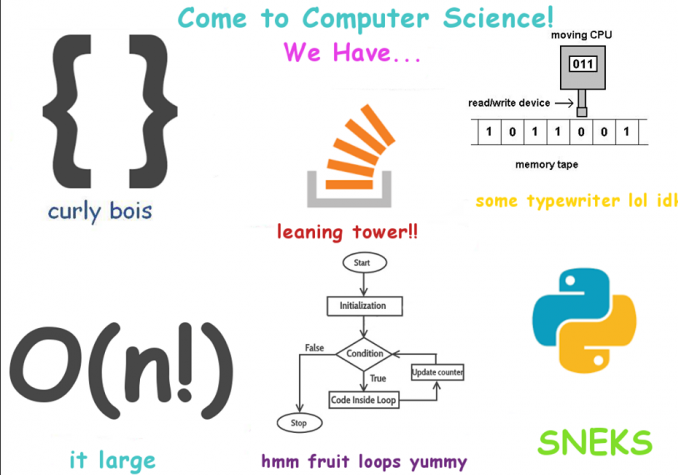 Come to Computer Science!
We Have...
{}
curly bois
leaning tower!!
moving CPU
011
read/write device
1 0 1 1 0 0 1
memory tape
some typewriter lol idk
O(n!)
it large
Start
Initialization
Condition
False
True
Update counter
Code Inside Loop
Stop
hmm fruit loops yummy
SNEKS